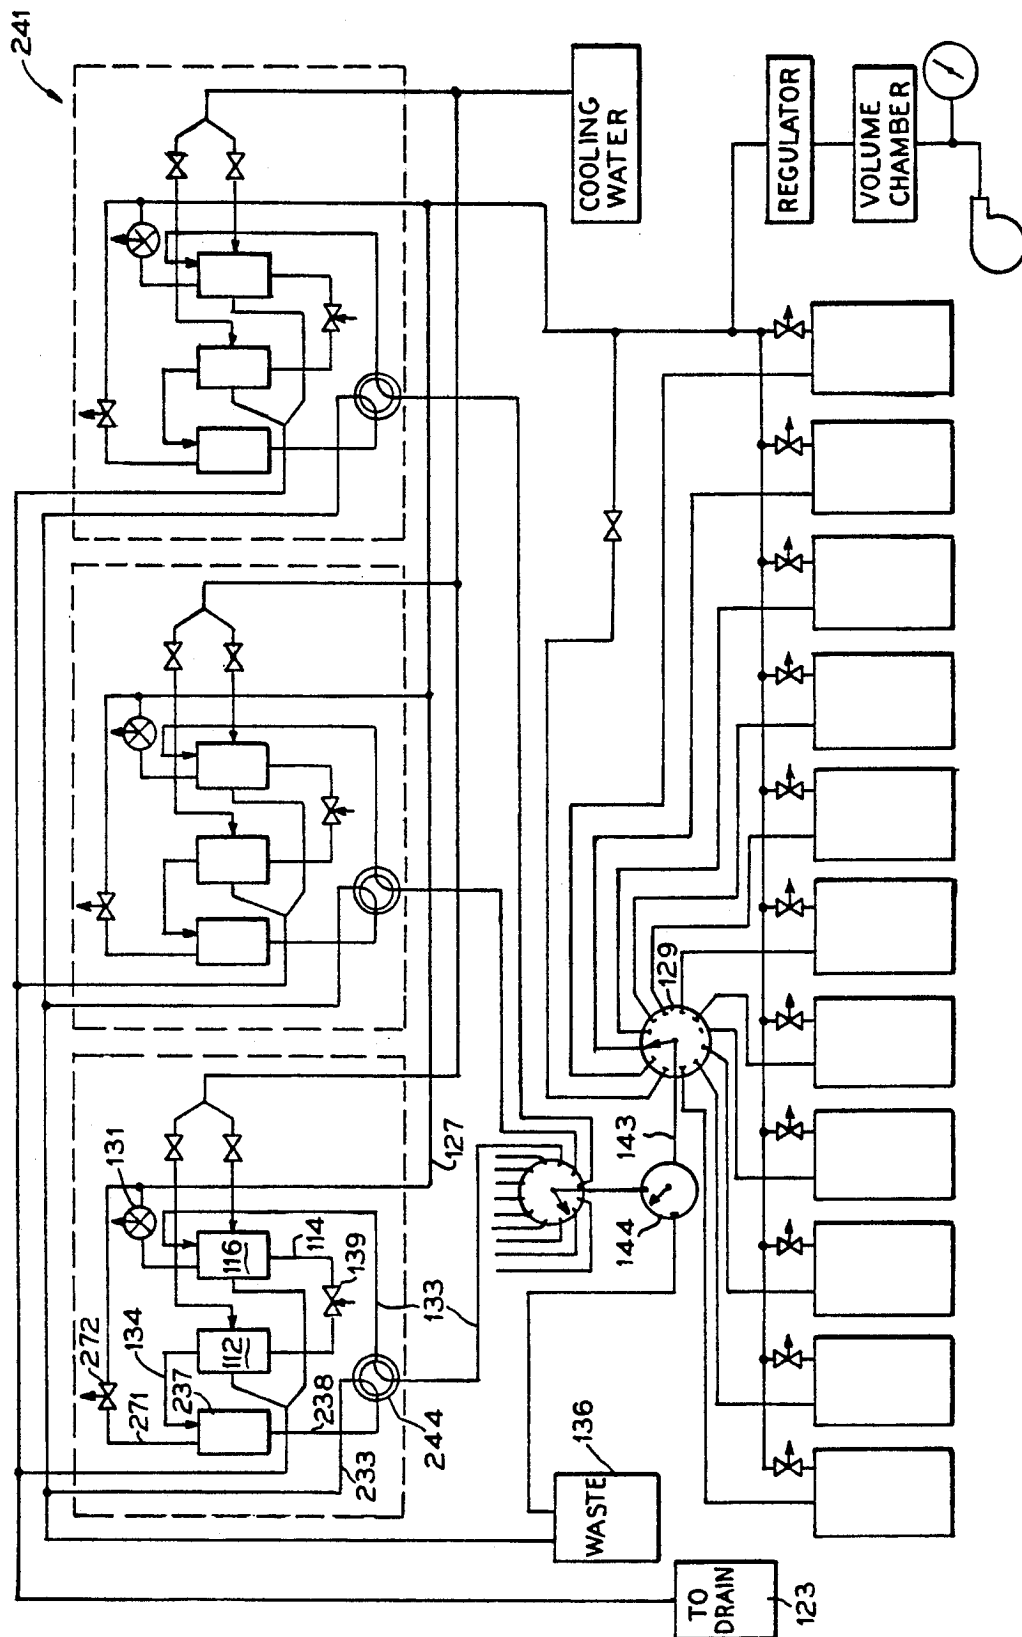 241
COOLING
WATER
REGULATOR
VOLUME
CHAMBER
131
272
134
237
271
116
112
114
139
127
133
238
233
244
129
143
144
WASTE
136
TO
DRAIN
123